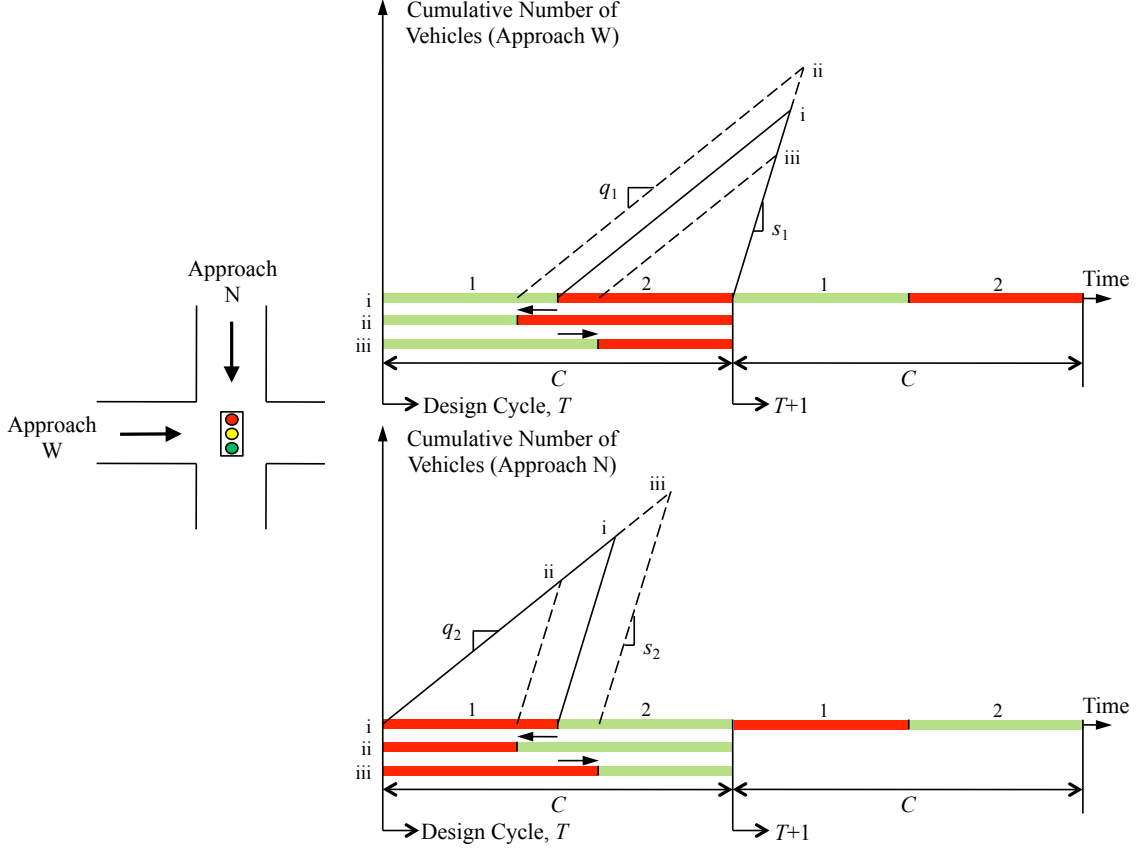 Cumulative Number of
Vehicles (Approach W)
ii
i
iii
q1
s1
Time
1 2 1 2
i
ii
iii
C C
Design Cycle, T T+1
Approach
N
Approach
W
Cumulative Number of
Vehicles (Approach N)
iii
i
ii
q2
s2
Time
1 2 1 2
i
ii
iii
C C
Design Cycle, T T+1